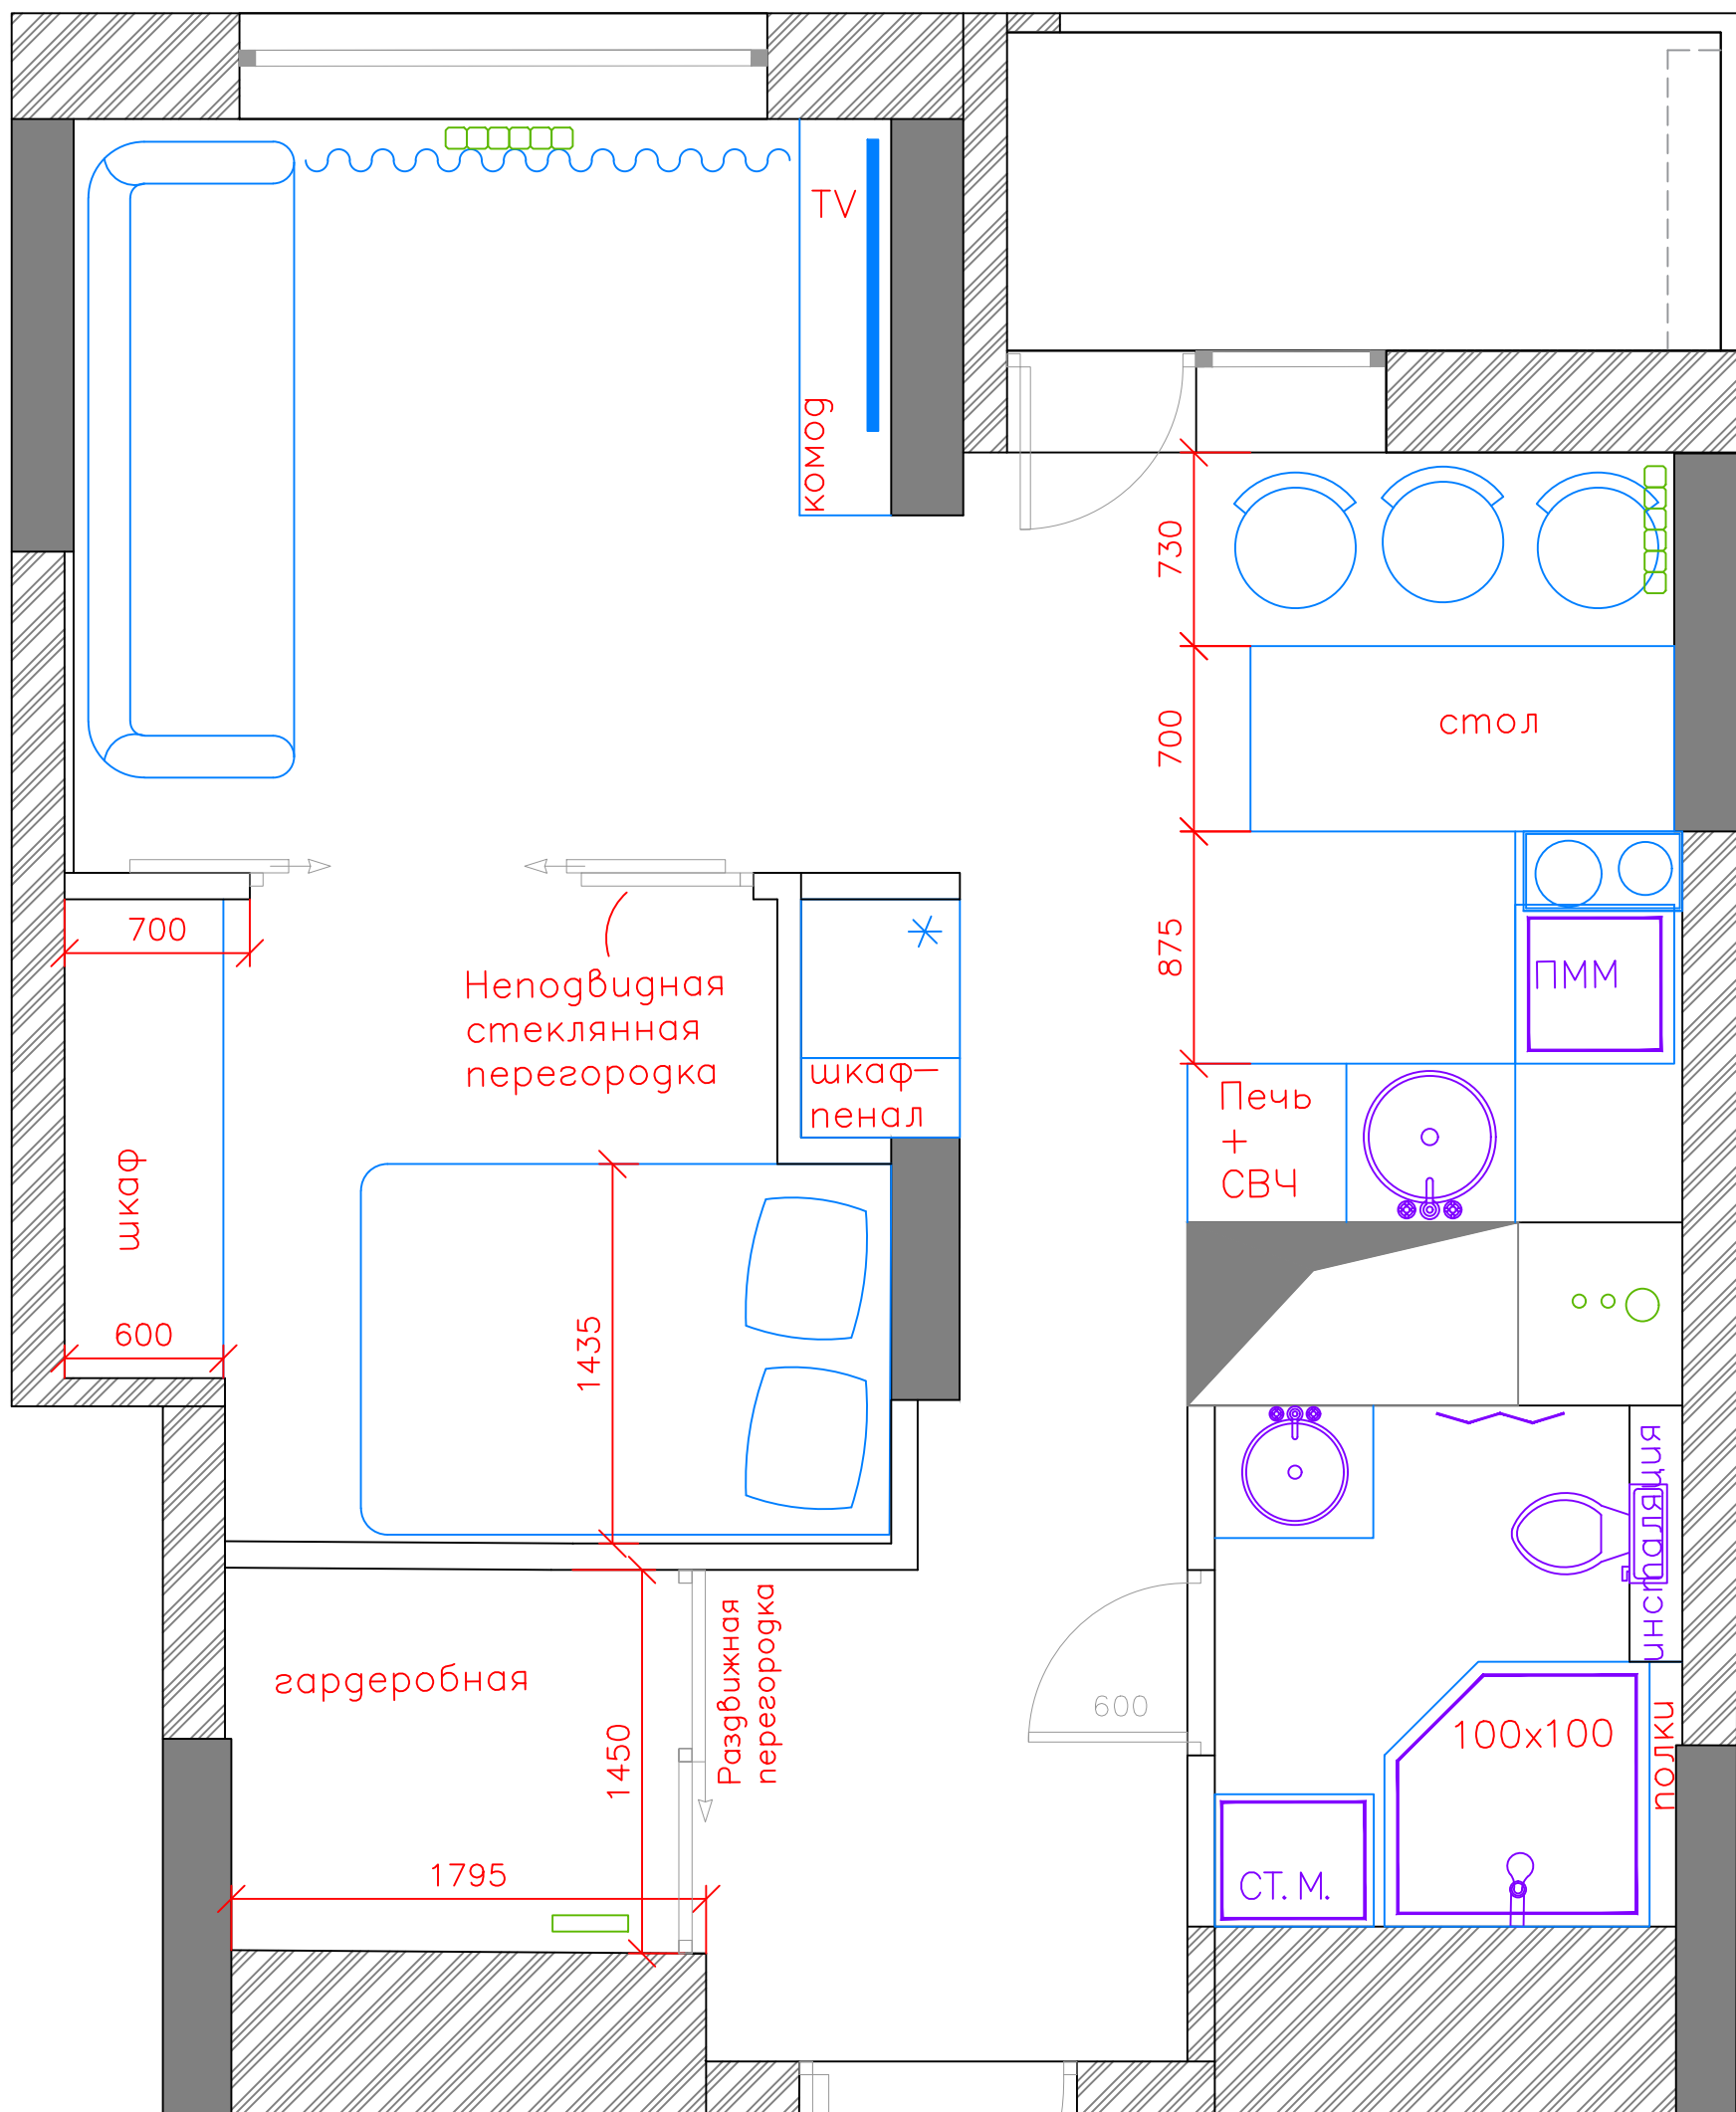 TV
комод
730
700
стол
875
700
Неподвидная
стеклянная
перегородка
ПММ
шкаф-
пенал
Печь
+
СВЧ
шкаф
600
1435
инсталяция
Раздвижная
перегородка
гардеробная
600
1450
100х100
полки
1795
СТ. М.